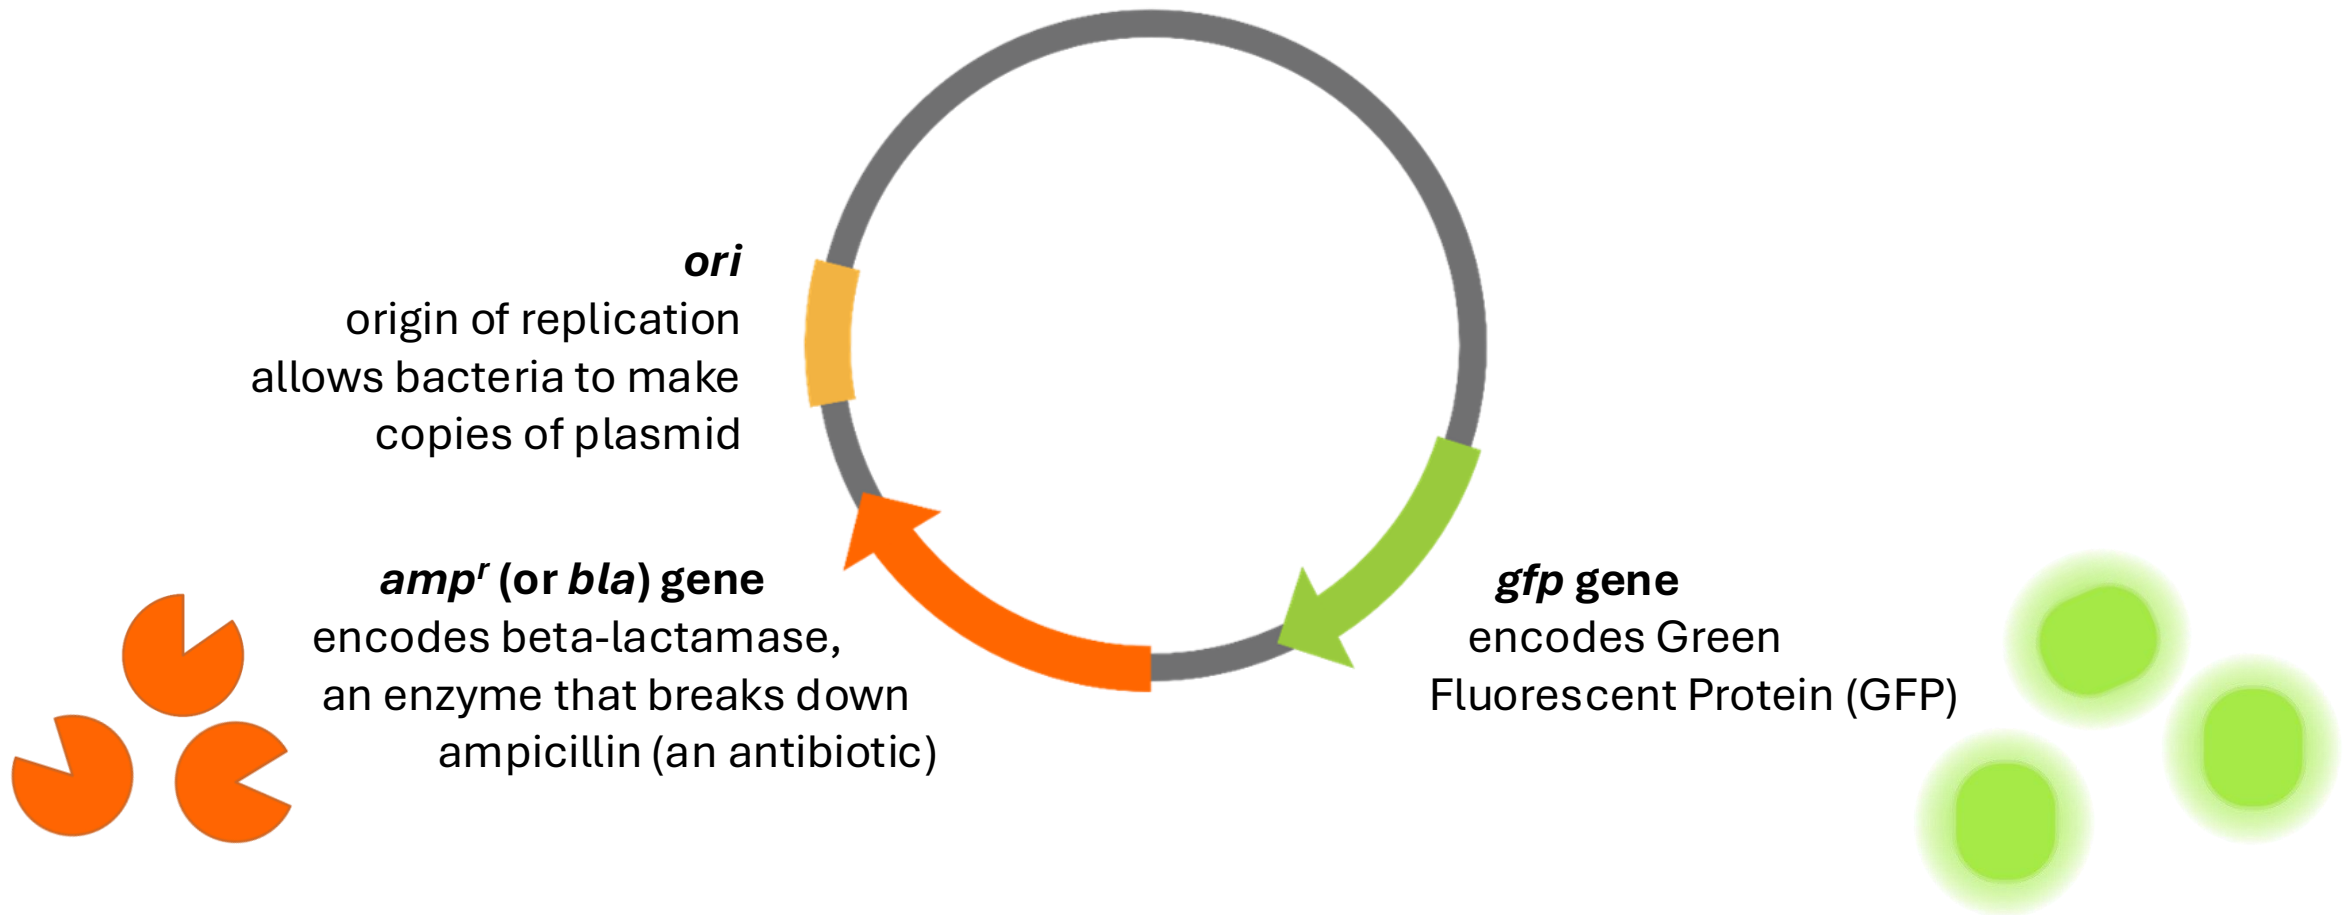 ori
origin of replication
allows bacteria to make
copies of plasmid
ampʳ (or bla) gene
encodes beta-lactamase,
an enzyme that breaks down
ampicillin (an antibiotic)
gfp gene
encodes Green
Fluorescent Protein (GFP)